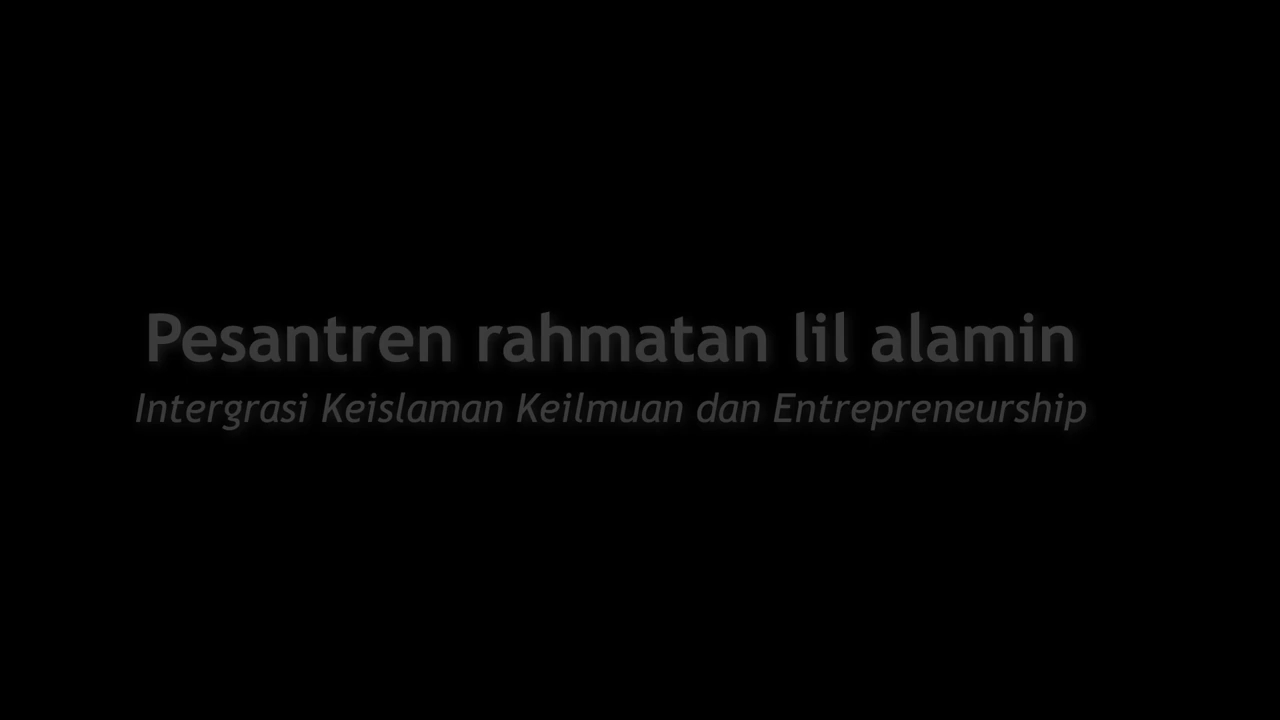 Pesantren rahmatan lil alamin
Intergrasi Keislaman Keilmuan dan Entrepreneurship